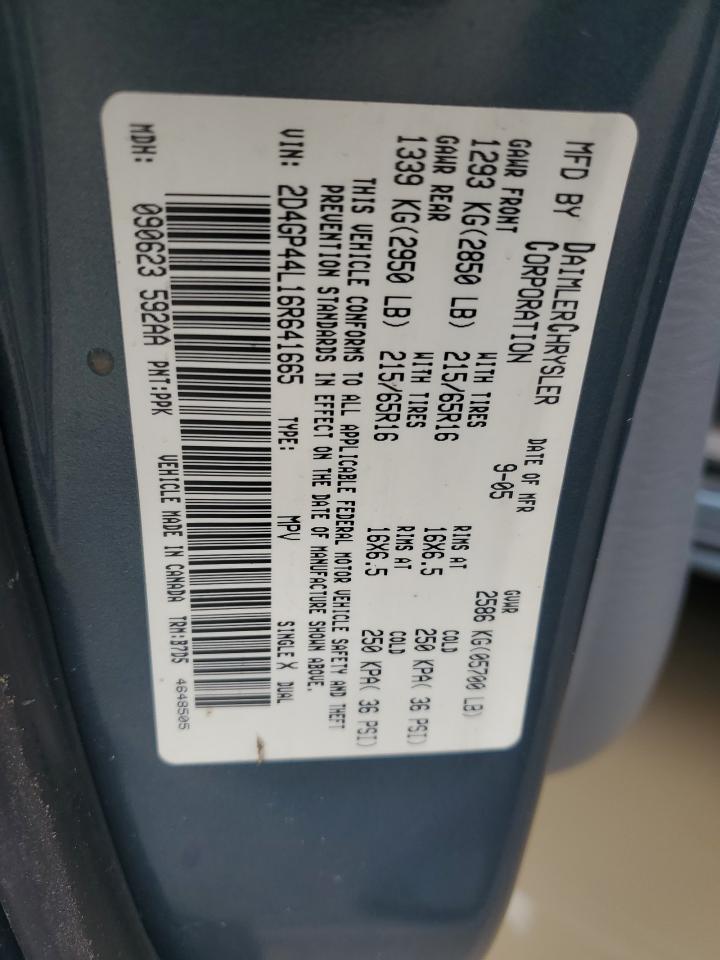 MFD BY DAIMLERCHRYSLER CORPORATION
DATE OF MFR 9-05
GVWR 2586 KG(05700 LB)
GAWR FRONT
WITH TIRES
RIMS AT
COLD
1293 KG(2850 LB) 215/65R16 16X6.5 250 KPA( 36 PSI)
GAWR REAR
WITH TIRES
RIMS AT
COLD
1339 KG(2950 LB) 215/65R16 16X6.5 250 KPA( 36 PSI)
THIS VEHICLE CONFORMS TO ALL APPLICABLE FEDERAL MOTOR VEHICLE SAFETY AND THEFT
PREVENTION STANDARDS IN EFFECT ON THE DATE OF MANUFACTURE SHOWN ABOVE.
VIN: 2D4GP44L16R641665 TYPE: MPV SINGLE X DUAL
MDH: 090623 592AA PNT:PPK VEHICLE MADE IN CANADA TRM:B7D5 4648505